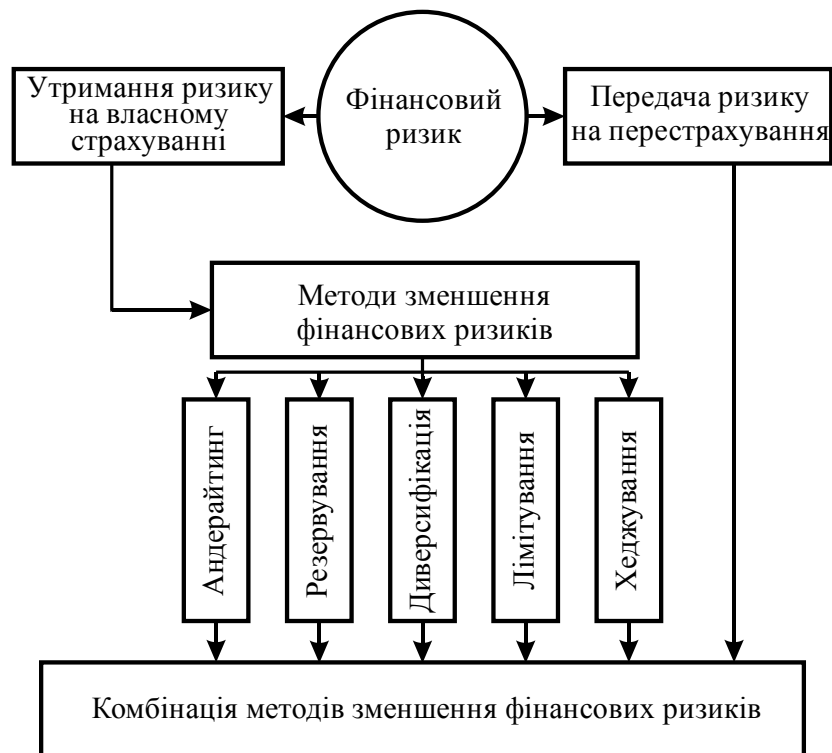 Утримання ризику
на власному
страхуванні
Фінансовий
ризик
Передача ризику
на перестрахування
Методи зменшення
фінансових ризиків
Андерайтинг
Резервування
Диверсифікація
Лімітування
Хеджування
Комбінація методів зменшення фінансових ризиків